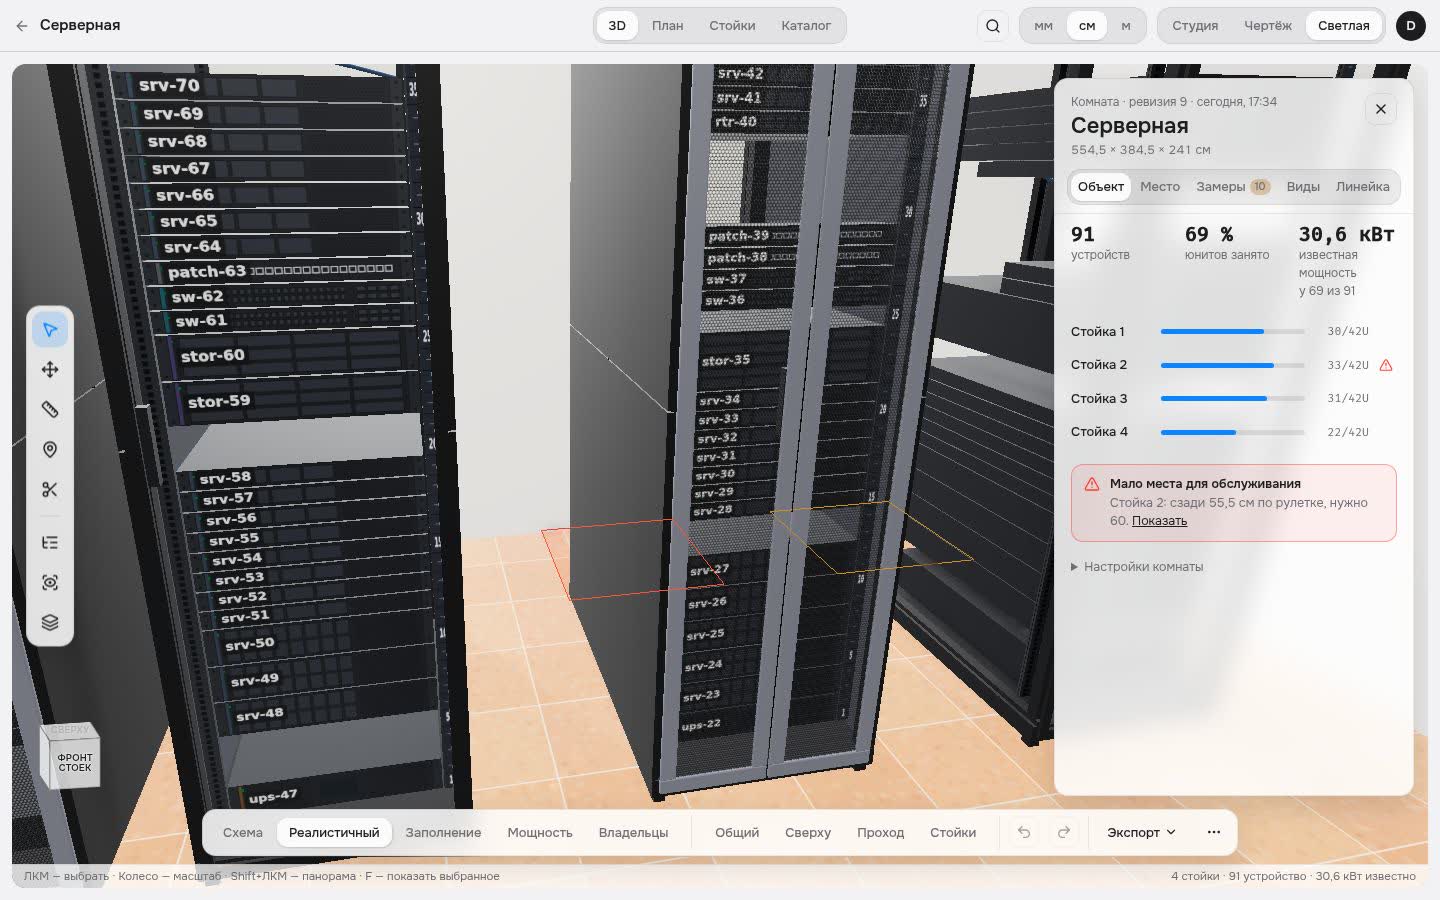 Серверная
3D План Стойки Каталог
мм см м
Студия Чертёж Светлая
D
srv-70
srv-69
srv-68
srv-67
srv-66
srv-65
srv-64
patch-63
sw-62
sw-61
stor-60
stor-59
srv-58
srv-57
srv-56
srv-55
srv-54
srv-53
srv-52
srv-51
srv-50
srv-49
srv-48
ups-47
srv-42
srv-41
rtr-40
patch-39
patch-38
sw-37
sw-36
stor-35
srv-34
srv-33
srv-32
srv-31
srv-30
srv-29
srv-28
srv-27
srv-26
srv-25
srv-24
srv-23
ups-22
35
30
25
20
15
10
5
1
Комната · ревизия 9 · сегодня, 17:34
Серверная
554,5 × 384,5 × 241 см
Объект Место Замеры 10 Виды Линейка
91 69 % 30,6 кВт
устройств юнитов занято известная
мощность
у 69 из 91
Стойка 1 30/42U
Стойка 2 33/42U
Стойка 3 31/42U
Стойка 4 22/42U
Мало места для обслуживания
Стойка 2: сзади 55,5 см по рулетке, нужно
60. Показать
Настройки комнаты
СВЕРХУ
ФРОНТ
СТОЕК
Схема Реалистичный Заполнение Мощность Владельцы Общий Сверху Проход Стойки Экспорт
ЛКМ — выбрать · Колесо — масштаб · Shift+ЛКМ — панорама · F — показать выбранное
4 стойки · 91 устройство · 30,6 кВт известно